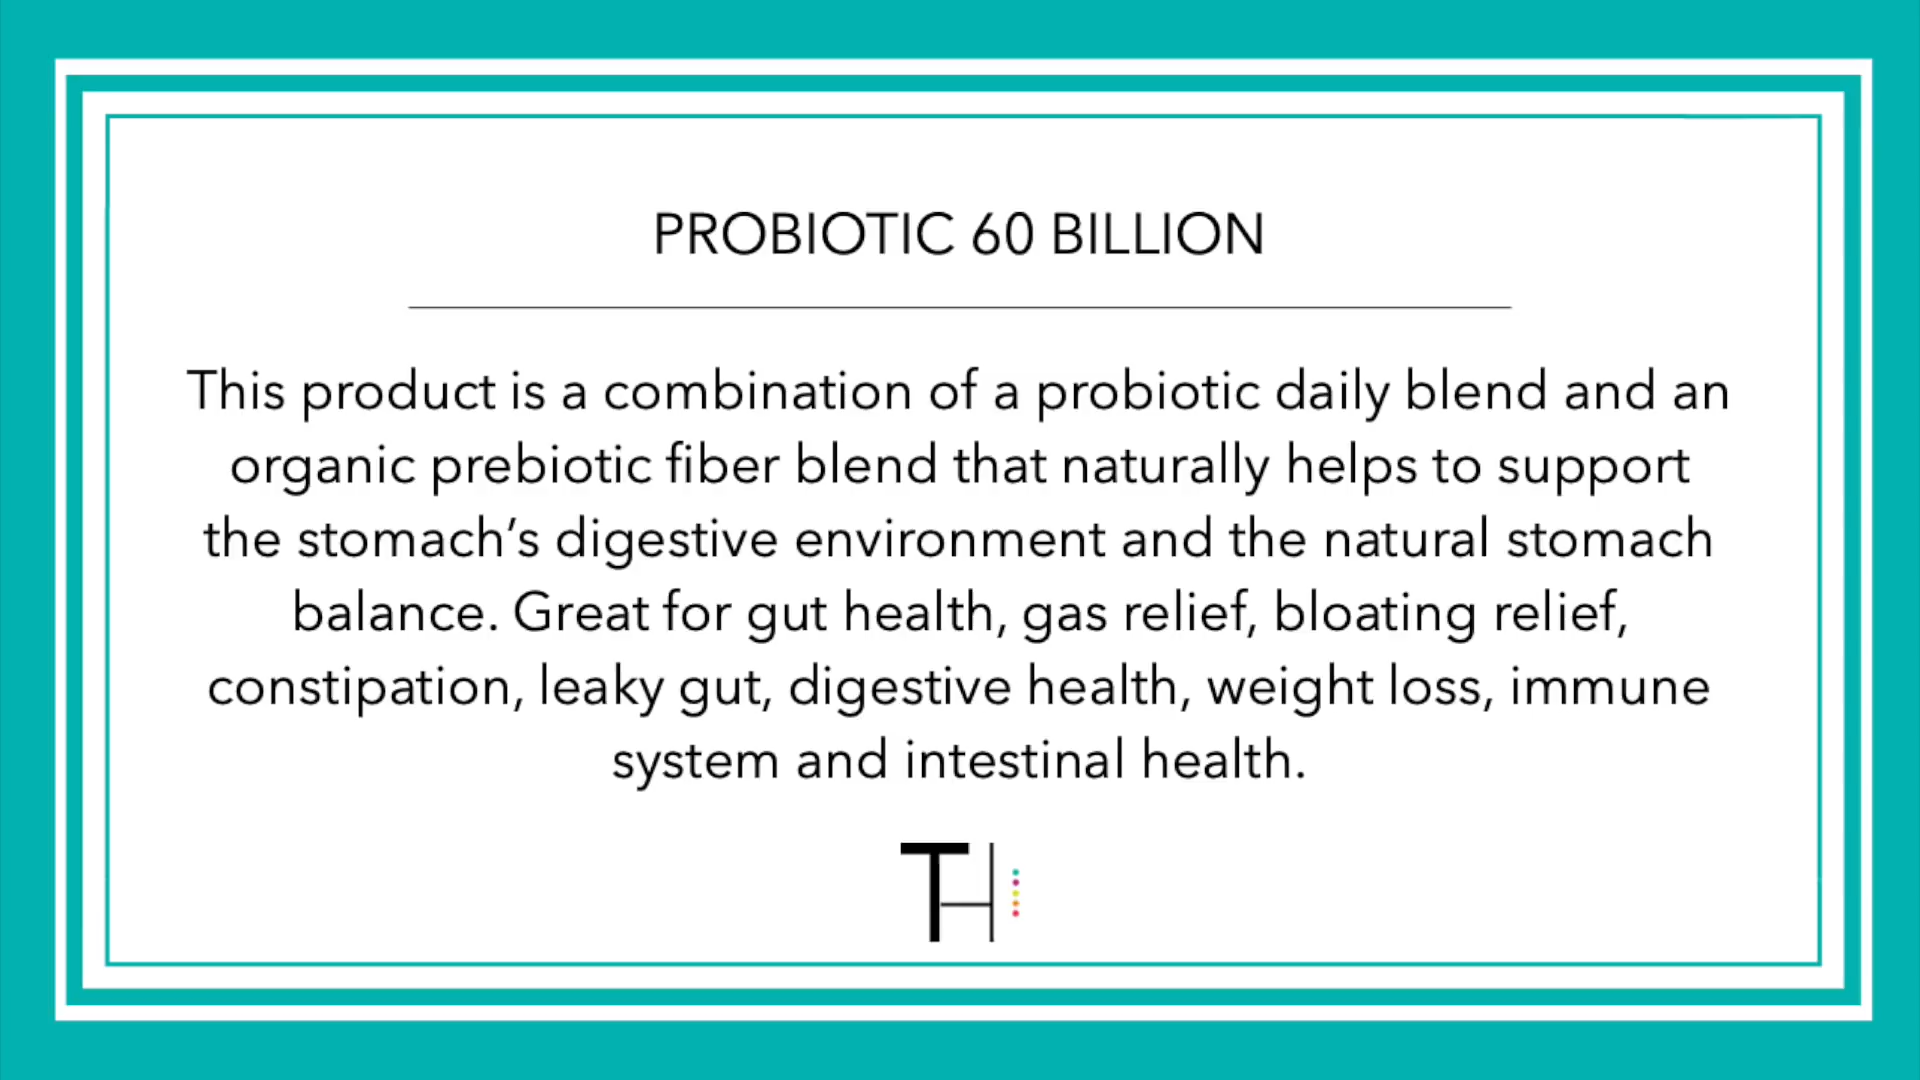 PROBIOTIC 60 BILLION
This product is a combination of a probiotic daily blend and an
organic prebiotic fiber blend that naturally helps to support
the stomach’s digestive environment and the natural stomach
balance. Great for gut health, gas relief, bloating relief,
constipation, leaky gut, digestive health, weight loss, immune
system and intestinal health.
TH